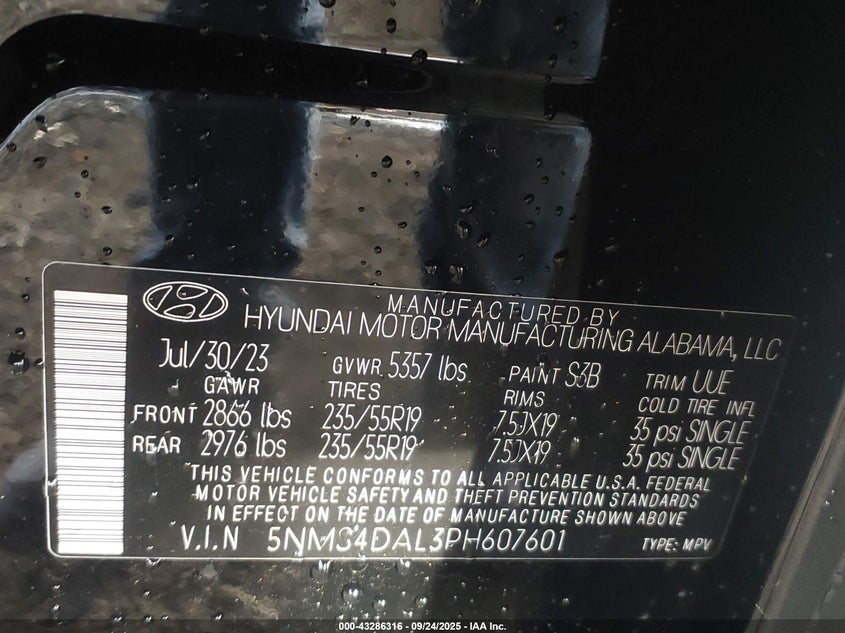 MANUFACTURED BY
HYUNDAI MOTOR MANUFACTURING ALABAMA, LLC
Jul/30/23 GVWR 5357 lbs PAINT S3B TRIM UUE
GAWR TIRES RIMS COLD TIRE INFL
FRONT 2866 lbs 235/55R19 7.5JX19 35 psi SINGLE
REAR 2976 lbs 235/55R19 7.5JX19 35 psi SINGLE
THIS VEHICLE CONFORMS TO ALL APPLICABLE U.S.A. FEDERAL
MOTOR VEHICLE SAFETY AND THEFT PREVENTION STANDARDS
IN EFFECT ON THE DATE OF MANUFACTURE SHOWN ABOVE
V.I.N 5NMS4DAL3PH607601 TYPE: MPV
000-43286316 - 09/24/2025 - IAA Inc.